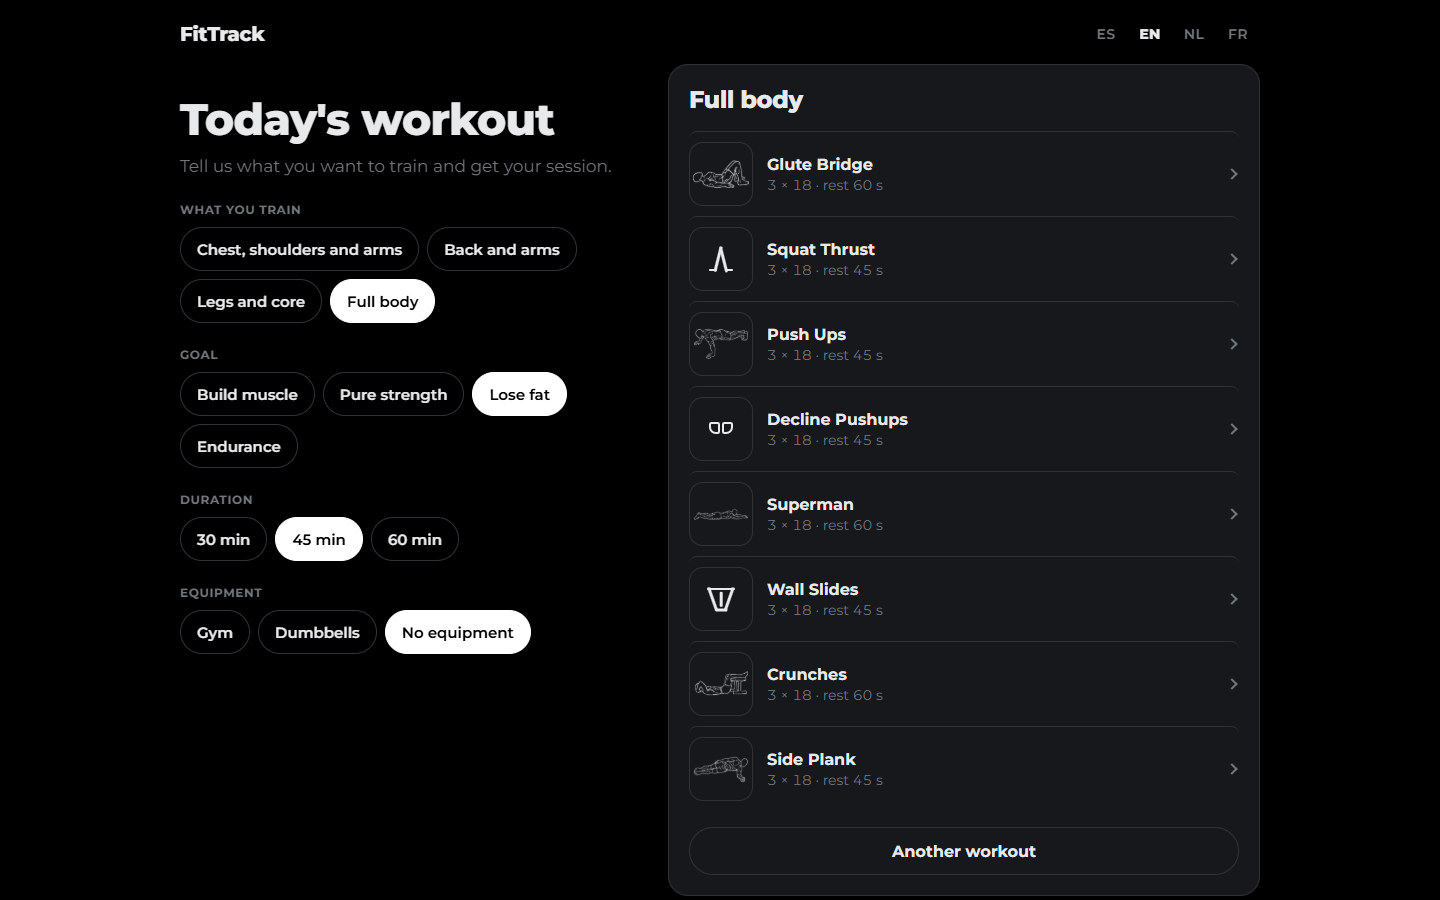 FitTrack
ES EN NL FR
Today's workout
Tell us what you want to train and get your session.
WHAT YOU TRAIN
Chest, shoulders and arms
Back and arms
Legs and core
Full body
GOAL
Build muscle
Pure strength
Lose fat
Endurance
DURATION
30 min
45 min
60 min
EQUIPMENT
Gym
Dumbbells
No equipment
Full body
Glute Bridge
3 × 18 · rest 60 s
Squat Thrust
3 × 18 · rest 45 s
Push Ups
3 × 18 · rest 45 s
Decline Pushups
3 × 18 · rest 45 s
Superman
3 × 18 · rest 60 s
Wall Slides
3 × 18 · rest 45 s
Crunches
3 × 18 · rest 60 s
Side Plank
3 × 18 · rest 45 s
Another workout